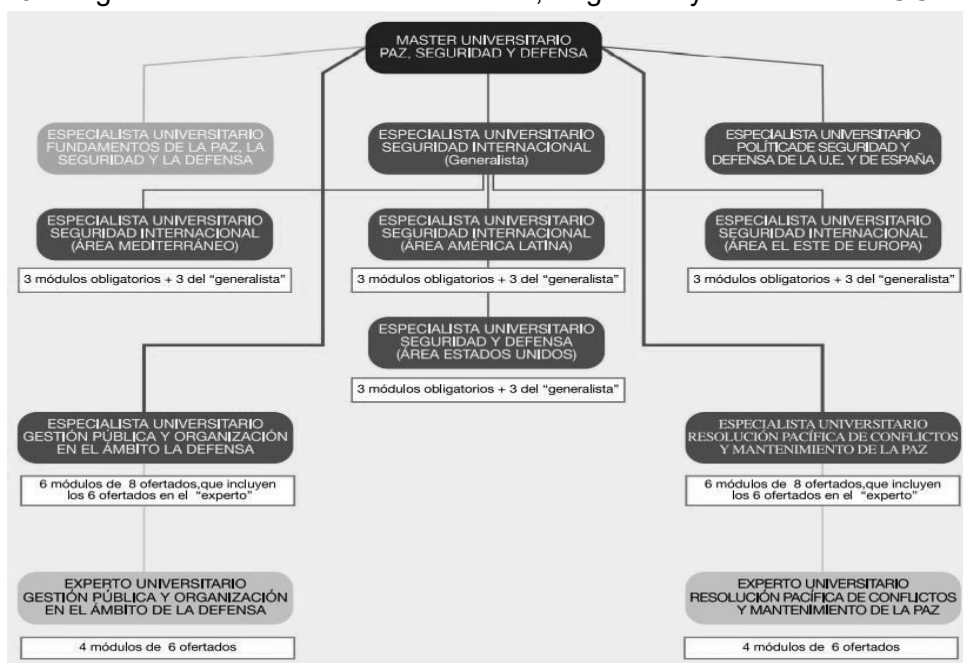 MASTER UNIVERSITARIO
PAZ, SEGURIDAD Y DEFENSA
ESPECIALISTA UNIVERSITARIO
FUNDAMENTOS DE LA PAZ, LA
SEGURIDAD Y LA DEFENSA
ESPECIALISTA UNIVERSITARIO
SEGURIDAD INTERNACIONAL
(Generalista)
ESPECIALISTA UNIVERSITARIO
POLÍTICADE SEGURIDAD Y
DEFENSA DE LA U.E. Y DE ESPAÑA
ESPECIALISTA UNIVERSITARIO
SEGURIDAD INTERNACIONAL
(ÁREA MEDITERRÁNEO)
3 módulos obligatorios + 3 del “generalista”
ESPECIALISTA UNIVERSITARIO
SEGURIDAD INTERNACIONAL
(ÁREA AMÉRICA LATINA)
3 módulos obligatorios + 3 del “generalista”
ESPECIALISTA UNIVERSITARIO
SEGURIDAD INTERNACIONAL
(ÁREA EL ESTE DE EUROPA)
3 módulos obligatorios + 3 del “generalista”
ESPECIALISTA UNIVERSITARIO
SEGURIDAD Y DEFENSA
(ÁREA ESTADOS UNIDOS)
3 módulos obligatorios + 3 del “generalista”
ESPECIALISTA UNIVERSITARIO
GESTIÓN PÚBLICA Y ORGANIZACIÓN
EN EL ÁMBITO LA DEFENSA
6 módulos de 8 ofertados,que incluyen
los 6 ofertados en el “experto”
ESPECIALISTA UNIVERSITARIO
RESOLUCIÓN PACÍFICA DE CONFLICTOS
Y MANTENIMIENTO DE LA PAZ
6 módulos de 8 ofertados,que incluyen
los 6 ofertados en el “experto”
EXPERTO UNIVERSITARIO
GESTIÓN PÚBLICA Y ORGANIZACIÓN
EN EL ÁMBITO DE LA DEFENSA
4 módulos de 6 ofertados
EXPERTO UNIVERSITARIO
RESOLUCIÓN PACÍFICA DE CONFLICTOS
Y MANTENIMIENTO DE LA PAZ
4 módulos de 6 ofertados